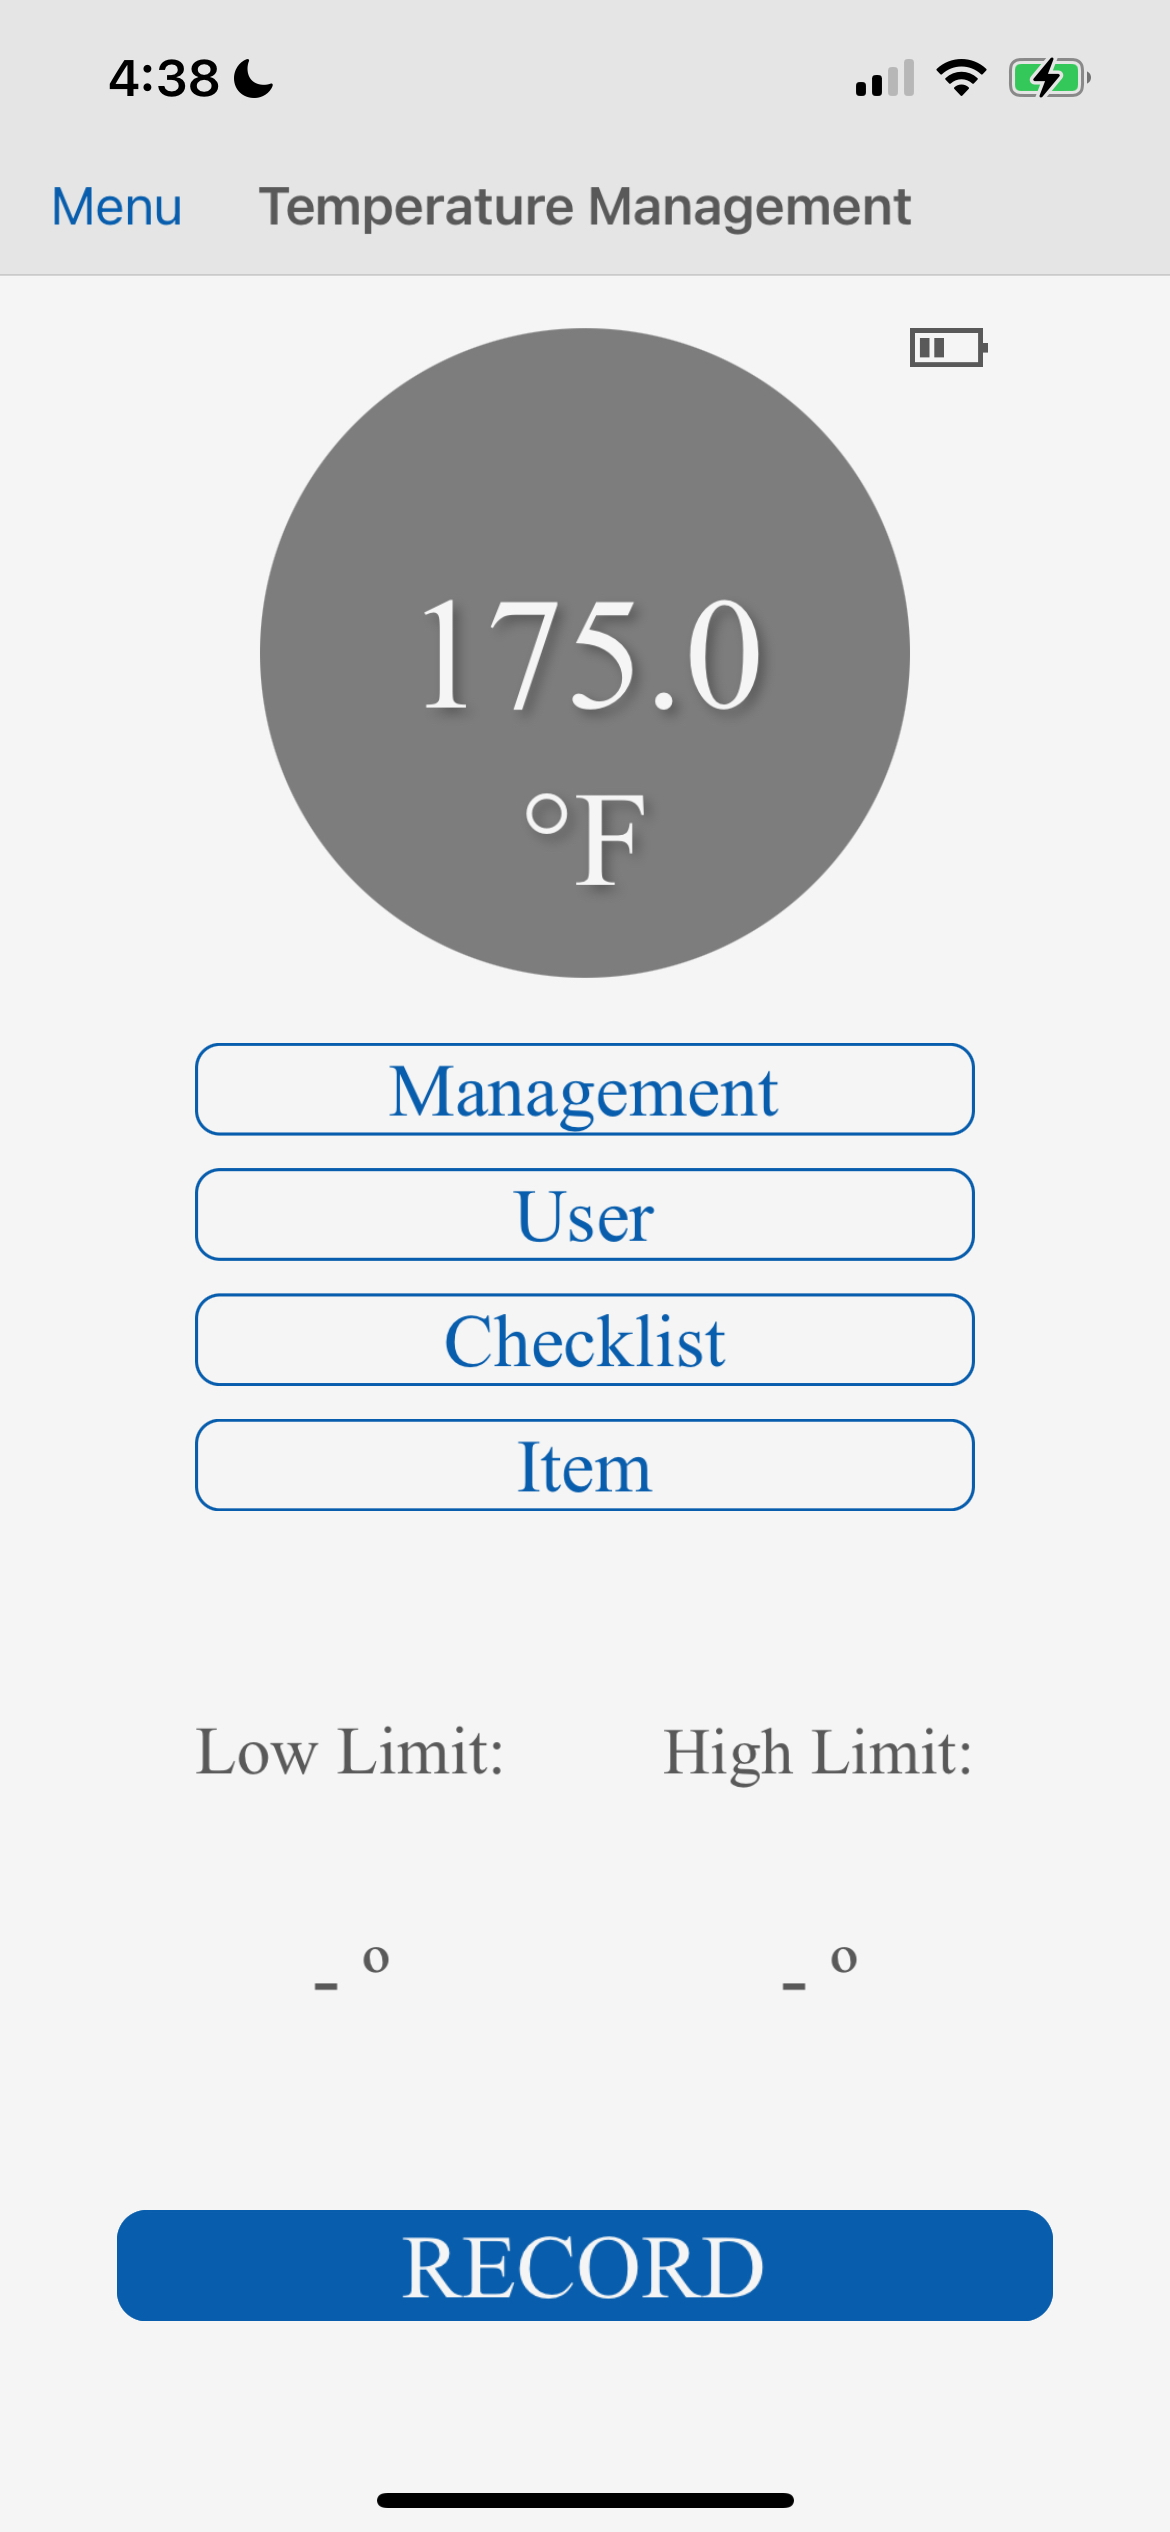 4:38
Menu Temperature Management
175.0
°F
Management
User
Checklist
Item
Low Limit: High Limit:
- º - º
RECORD